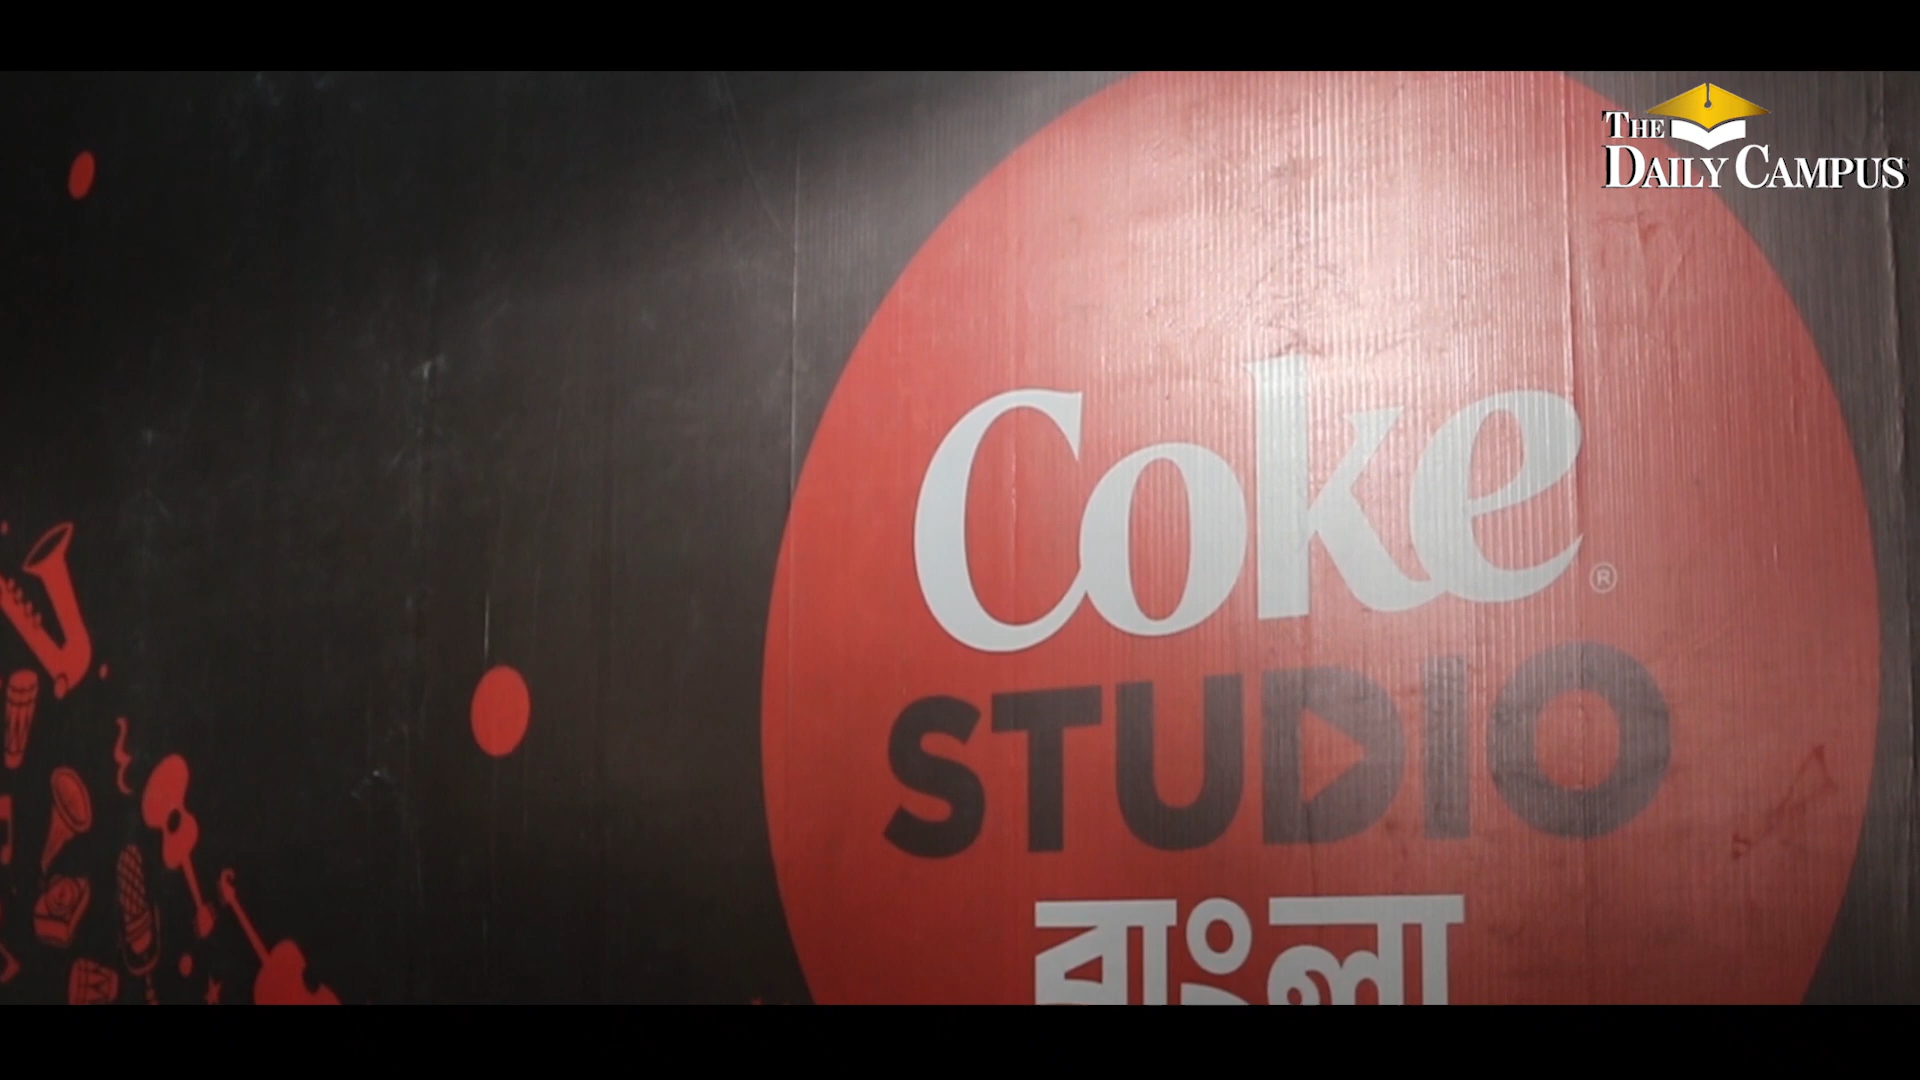 THE
DAILY CAMPUS
Coke
®
STUDIO
বাংলা